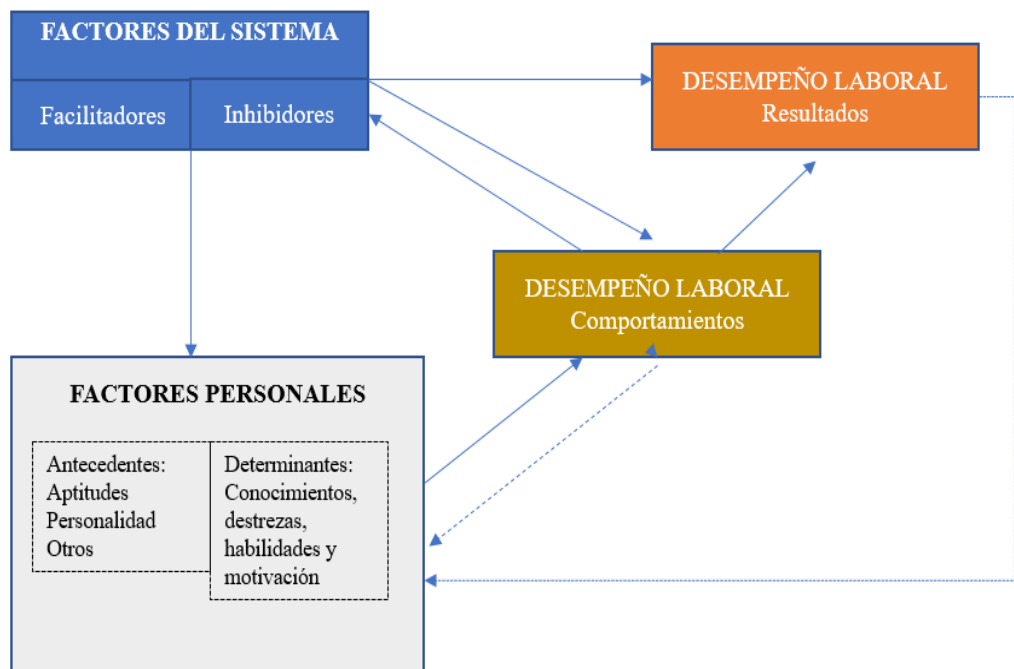 FACTORES DEL SISTEMA
Facilitadores
Inhibidores
DESEMPEÑO LABORAL
Resultados
DESEMPEÑO LABORAL
Comportamientos
FACTORES PERSONALES
Antecedentes:
Aptitudes
Personalidad
Otros
Determinantes:
Conocimientos,
destrezas,
habilidades y
motivación